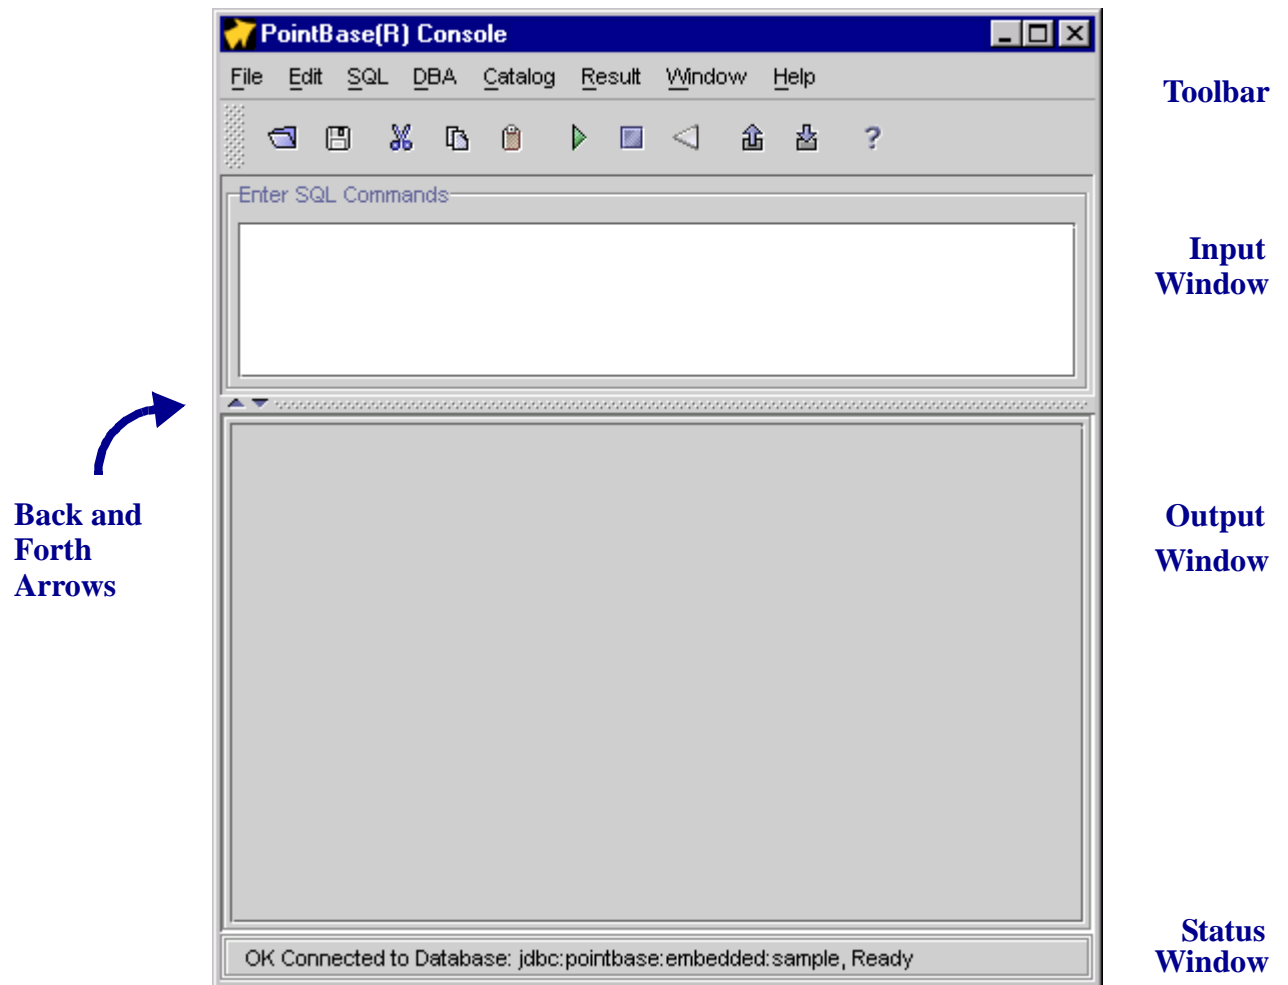 PointBase(R) Console
File Edit SQL DBA Catalog Result Window Help
Toolbar
?
Enter SQL Commands
Input
Window
Back and
Forth
Arrows
Output
Window
OK Connected to Database: jdbc:pointbase:embedded:sample, Ready
Status
Window